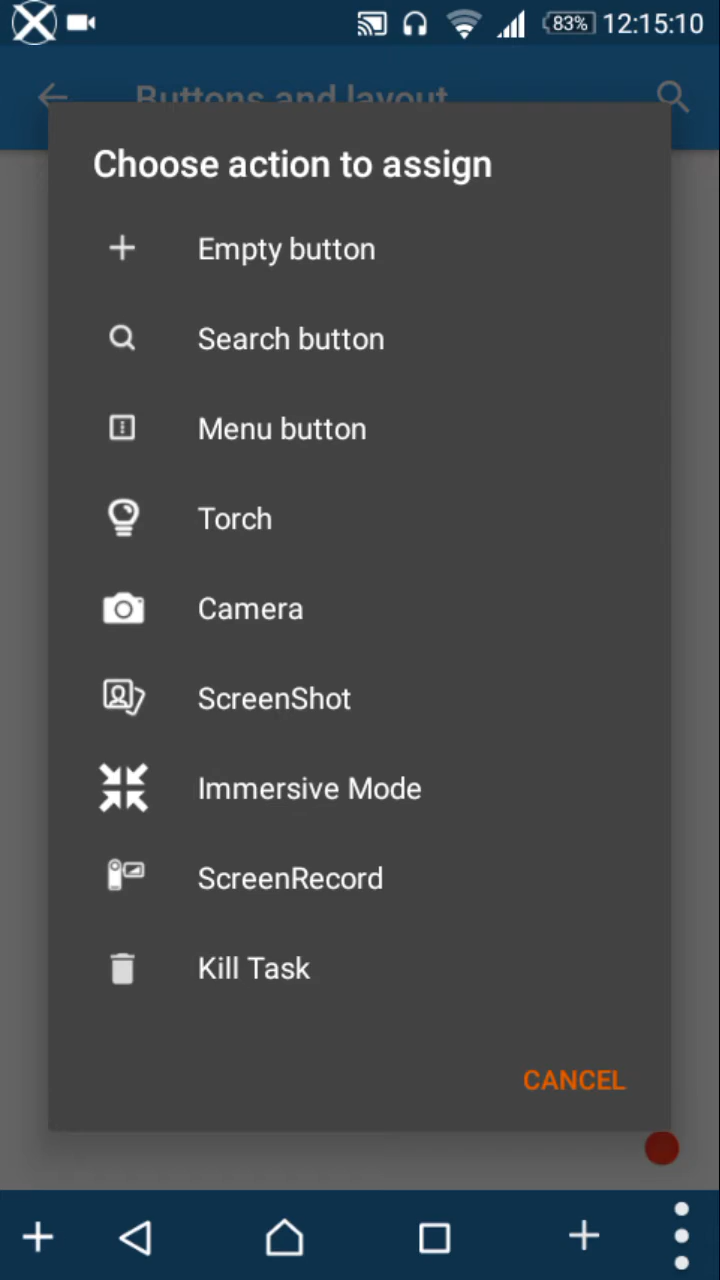 83% 12:15:10
Buttons and layout
Choose action to assign
Empty button
Search button
Menu button
Torch
Camera
ScreenShot
Immersive Mode
ScreenRecord
Kill Task
CANCEL